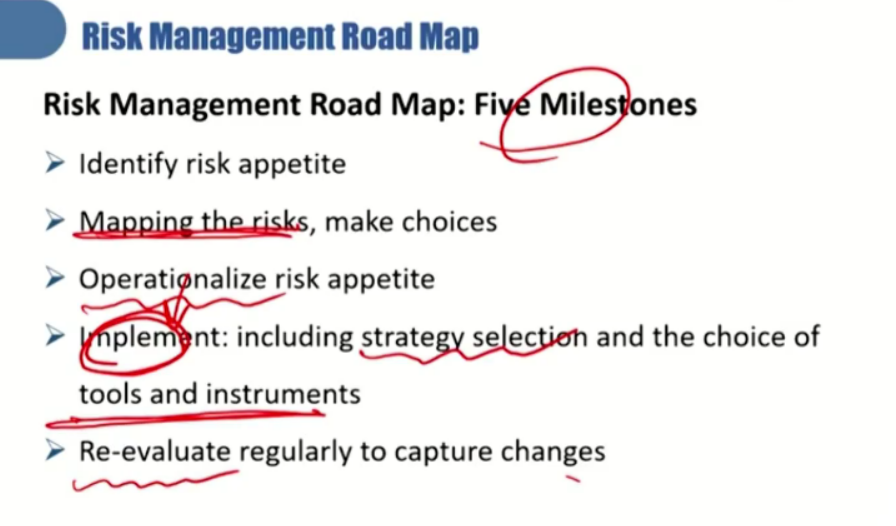 Risk Management Road Map
Risk Management Road Map: Five Milestones
Identify risk appetite
Mapping the risks, make choices
Operationalize risk appetite
Implement: including strategy selection and the choice of
tools and instruments
Re-evaluate regularly to capture changes